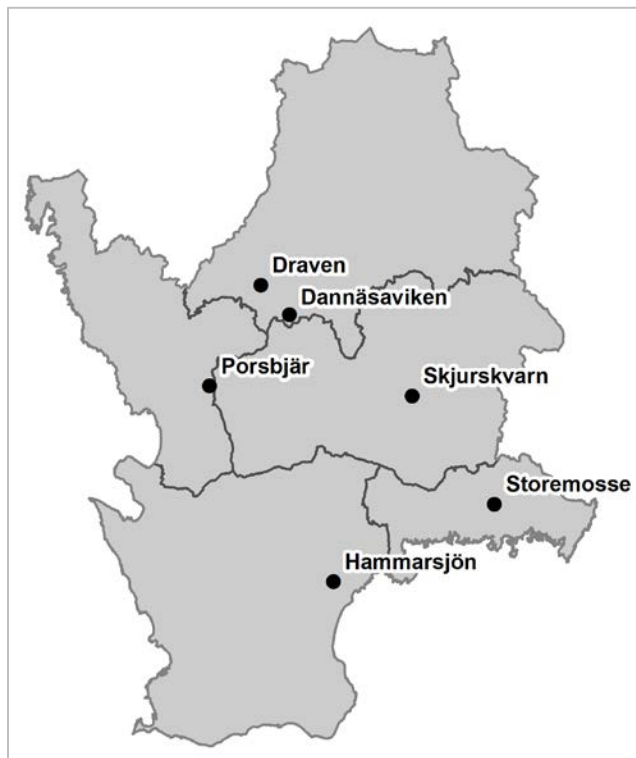 Draven
Dannäsaviken
Porsbjär
Skjurskvarn
Storemosse
Hammarsjön